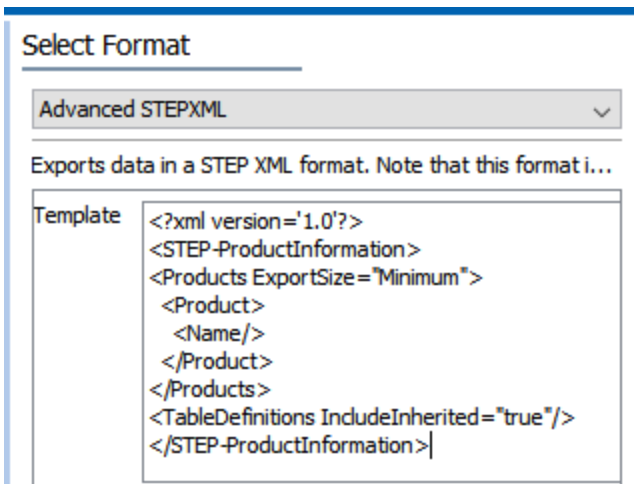 Select Format
Advanced STEPXML
Exports data in a STEP XML format. Note that this format i...
Template
<?xml version='1.0'?>
<STEP-ProductInformation>
<Products ExportSize="Minimum">
<Product>
<Name/>
</Product>
</Products>
<TableDefinitions IncludeInherited="true"/>
</STEP-ProductInformation>